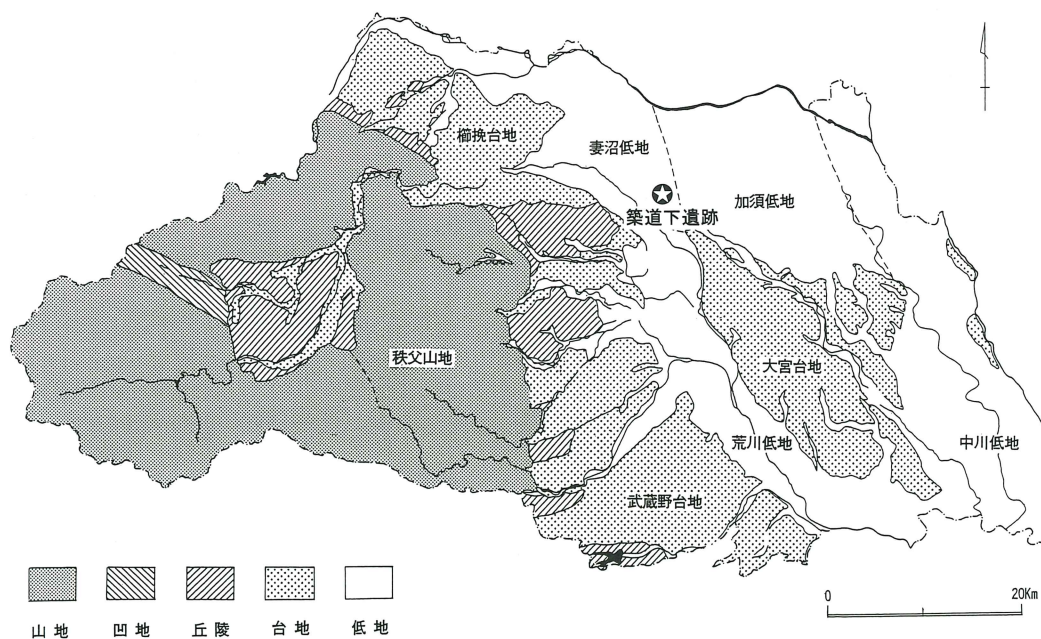 櫛挽台地
妻沼低地
加須低地
築道下遺跡
秩父山地
大宮台地
荒川低地
中川低地
武蔵野台地
0 20Km
山地 凹地 丘陵 台地 低地